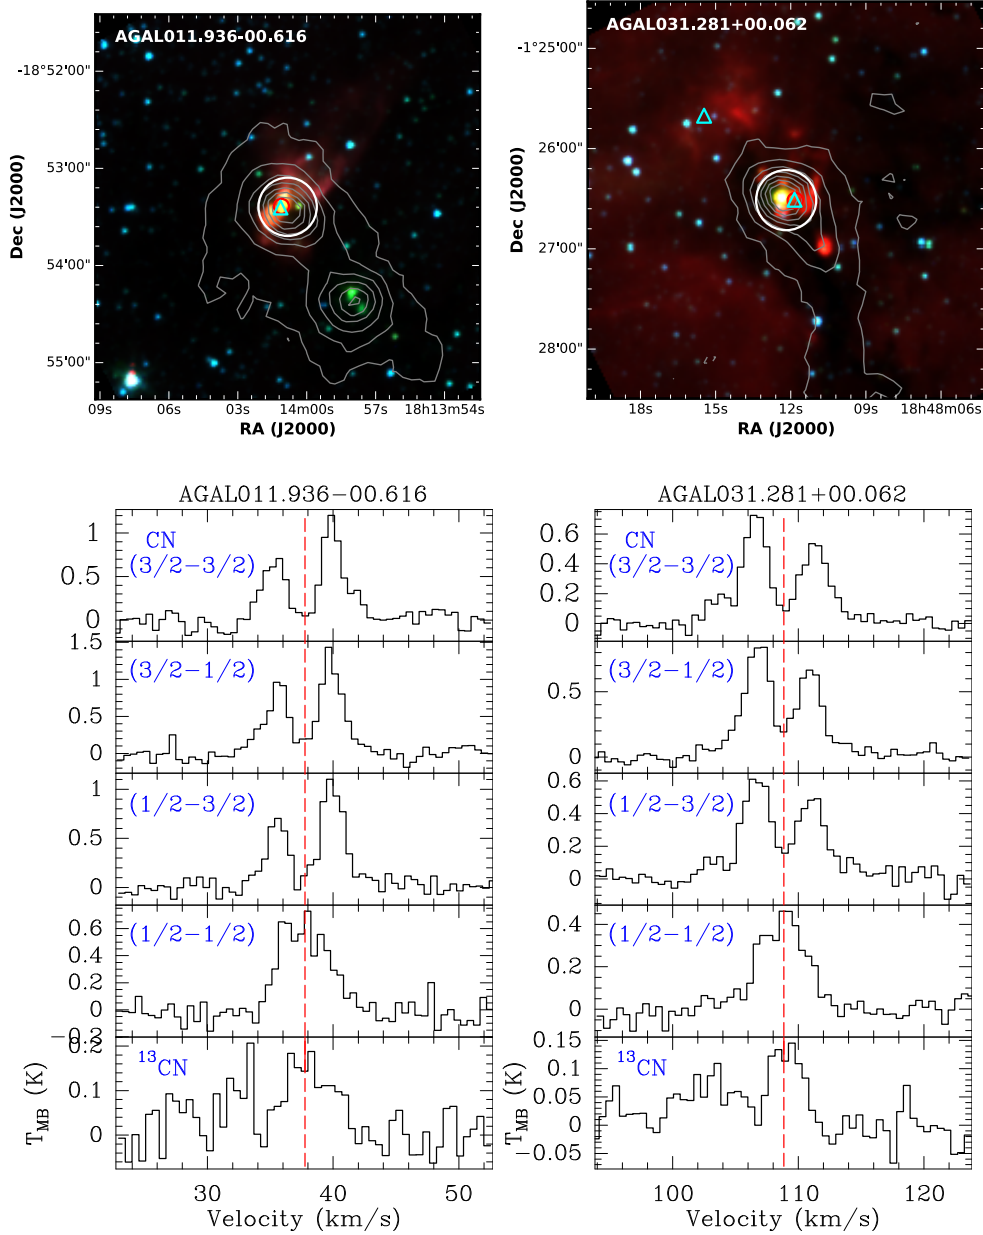 AGAL011.936-00.616
-18°52'00"
53'00"
54'00"
55'00"
Dec (J2000)
09s 06s 03s 14m00s 57s 18h13m54s
RA (J2000)
AGAL031.281+00.062
-1°25'00"
26'00"
27'00"
28'00"
Dec (J2000)
18s 15s 12s 09s 18h48m06s
RA (J2000)
AGAL011.936−00.616
CN
(3/2−3/2)
1
0.5
0
(3/2−1/2)
1.5
1
0.5
0
(1/2−3/2)
1
0.5
0
(1/2−1/2)
0.6
0.4
0.2
0
−0.2
13CN
0.2
0.1
0
TMB (K)
30 40 50
Velocity (km/s)
AGAL031.281+00.062
CN
(3/2−3/2)
0.6
0.4
0.2
0
(3/2−1/2)
0.5
0
(1/2−3/2)
0.6
0.4
0.2
0
(1/2−1/2)
0.4
0.2
0
13CN
0.15
0.1
0.05
0
−0.05
TMB (K)
100 110 120
Velocity (km/s)